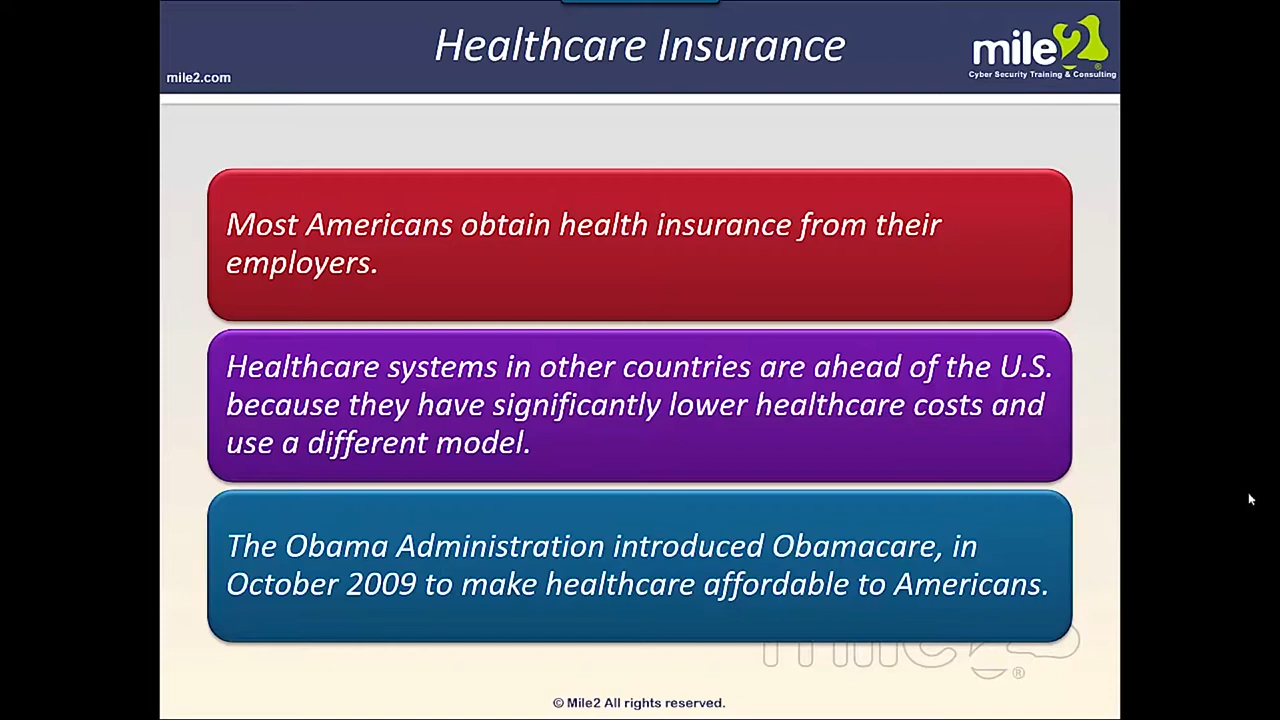 Healthcare Insurance
mile2
Cyber Security Training & Consulting
mile2.com
Most Americans obtain health insurance from their
employers.
Healthcare systems in other countries are ahead of the U.S.
because they have significantly lower healthcare costs and
use a different model.
The Obama Administration introduced Obamacare, in
October 2009 to make healthcare affordable to Americans.
mile2®
© Mile2 All rights reserved.